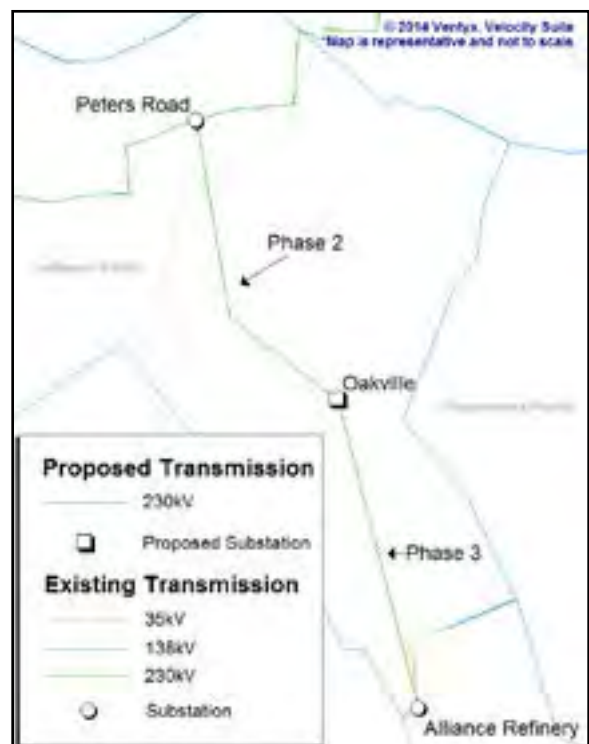 © 2014 Ventyx, Velocity Suite
*Map is representative and not to scale
Peters Road
Phase 2
Oakville
Proposed Transmission
230kV
Proposed Substation
Phase 3
Existing Transmission
35kV
138kV
230kV
Substation
Alliance Refinery